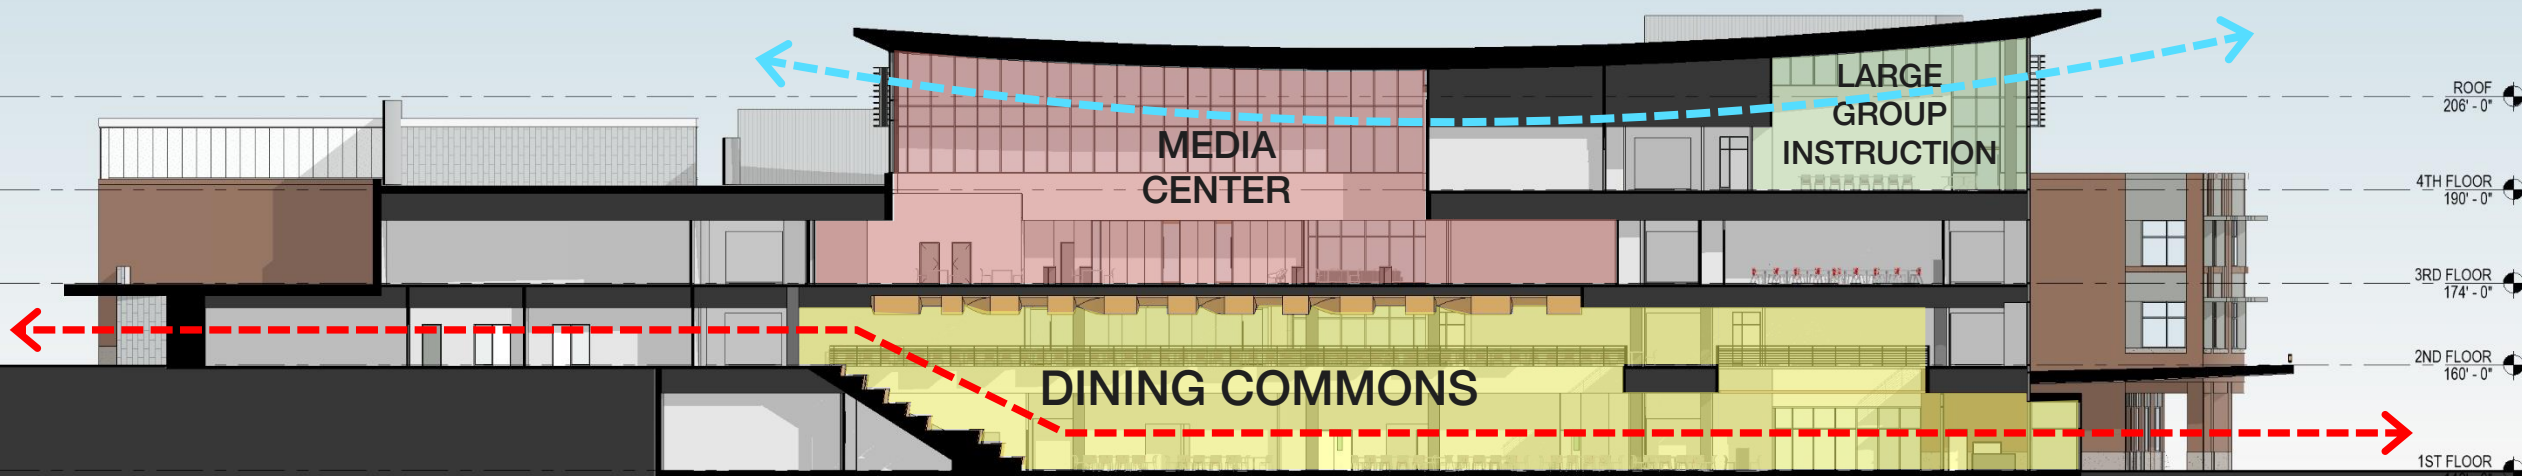 MEDIA
CENTER
LARGE
GROUP
INSTRUCTION
DINING COMMONS
ROOF
206' - 0"
4TH FLOOR
190' - 0"
3RD FLOOR
174' - 0"
2ND FLOOR
160' - 0"
1ST FLOOR